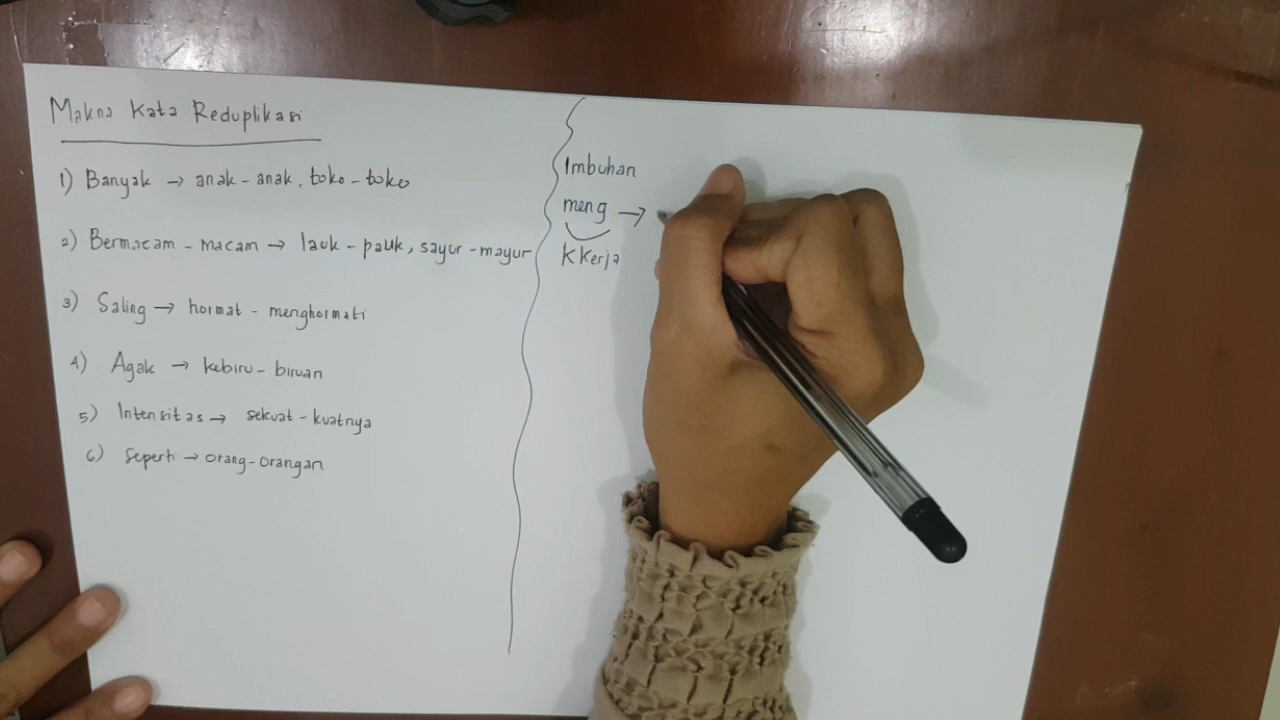 Makna Kata Reduplikasi
1) Banyak → anak - anak, toko - toko
2) Bermacam - macam → lauk - pauk, sayur - mayur
3) Saling → hormat - menghormati
4) Agak → kebiru - biruan
5) Intensitas → sekuat - kuatnya
6) Seperti → orang - orangan
Imbuhan
meng →
K Kerja